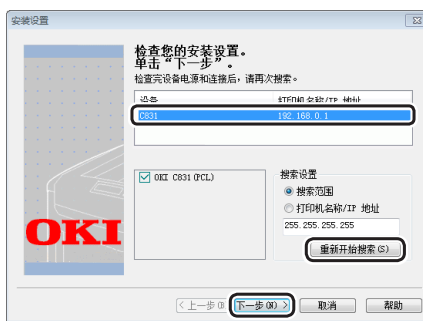 安装设置
检查您的安装设置。
单击“下一步”。
检查完设备电源和连接后，请再次搜索。
设备 打印机名称/IP 地址
C831 192.168.0.1
OKI C831(PCL)
搜索设置
搜索范围
打印机名称/IP 地址
255.255.255.255
重新开始搜索(S)
OKI
<上一步 下一步(N) > 取消 帮助